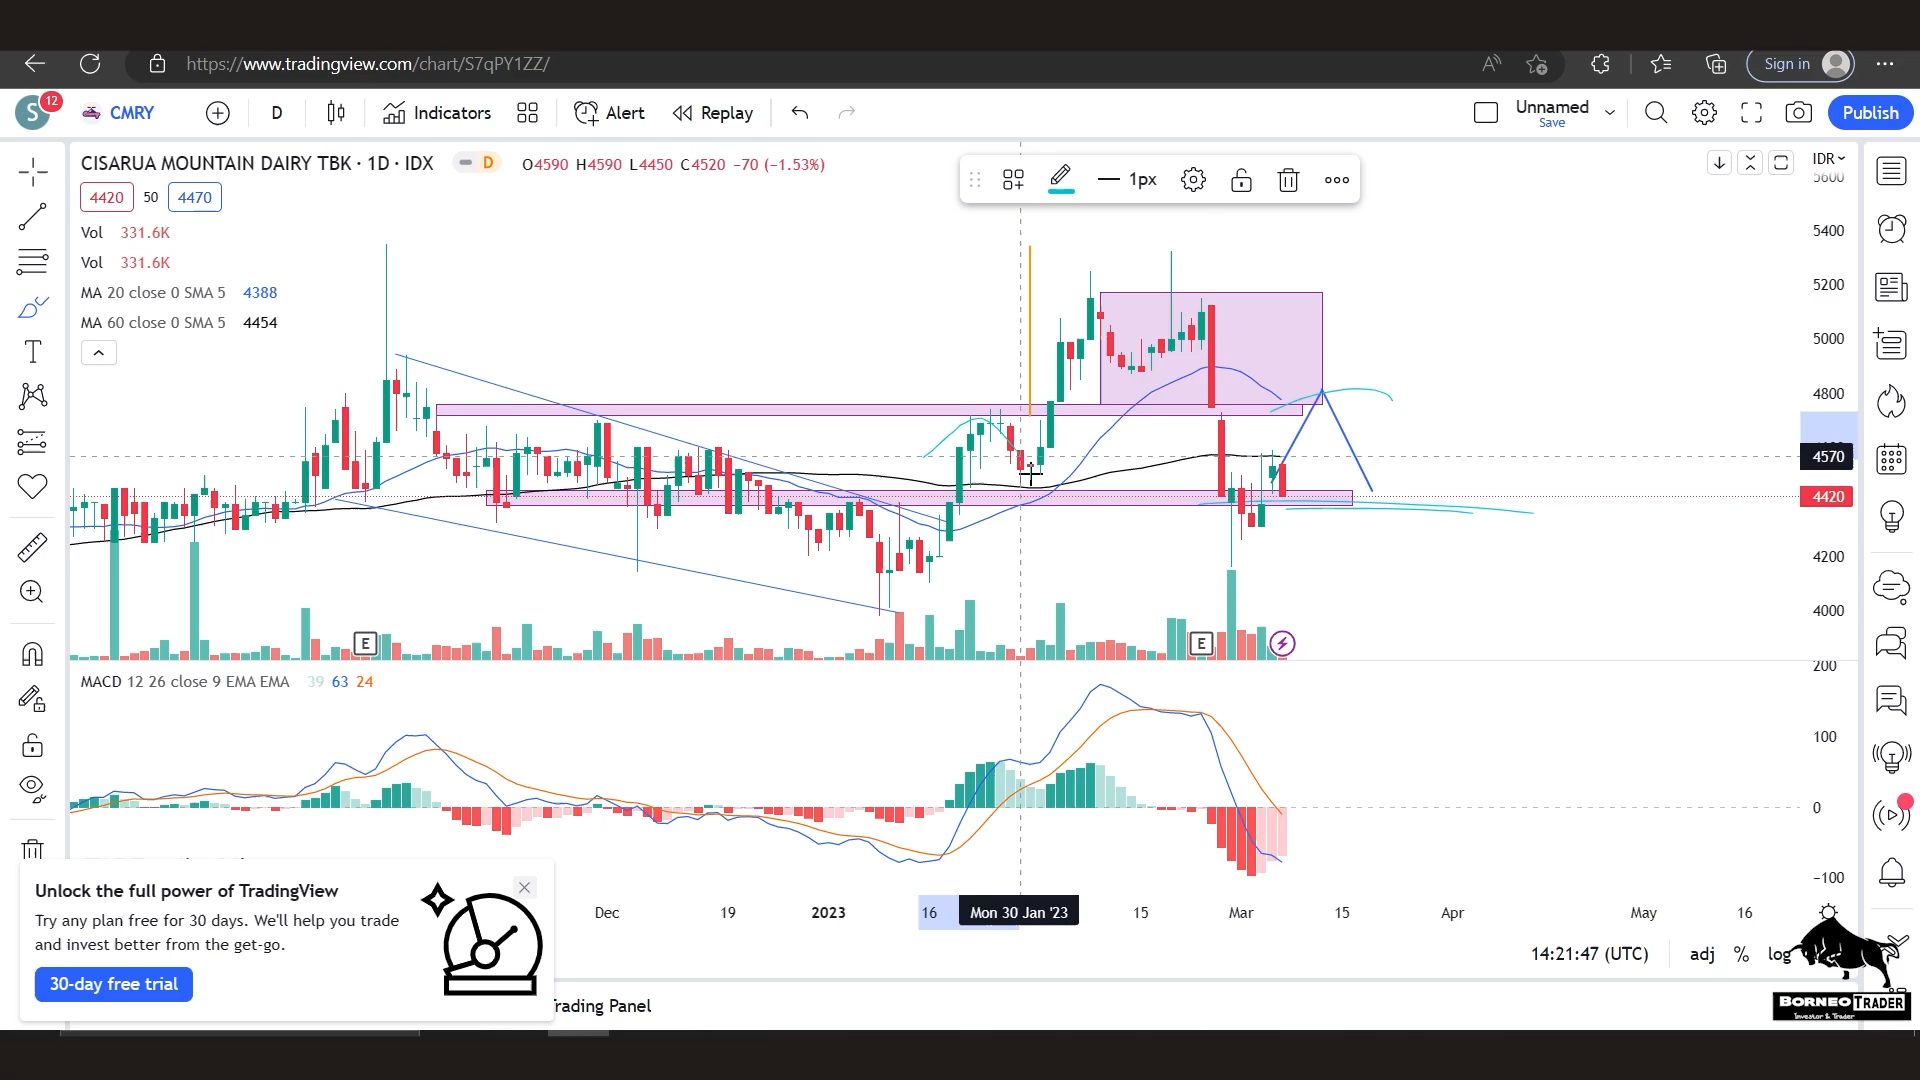 https://www.tradingview.com/chart/S7qPY1ZZ/
Sign in
S
12
CMRY
D
Indicators
Alert
Replay
Unnamed
Save
Publish
CISARUA MOUNTAIN DAIRY TBK · 1D · IDX
D
O4590 H4590 L4450 C4520 −70 (−1.53%)
4420 50 4470
Vol 331.6K
Vol 331.6K
MA 20 close 0 SMA 5 4388
MA 60 close 0 SMA 5 4454
1px
IDR
5600
5400
5200
5000
4800
4570
4420
4200
4000
E
E
MACD 12 26 close 9 EMA EMA 39 63 24
200
100
0
−100
Dec
19
2023
16
Mon 30 Jan '23
15
Mar
15
Apr
May
16
Unlock the full power of TradingView
Try any plan free for 30 days. We'll help you trade
and invest better from the get-go.
30-day free trial
14:21:47 (UTC)
adj
%
log
rading Panel
BORNEO TRADER
Investor & Trader